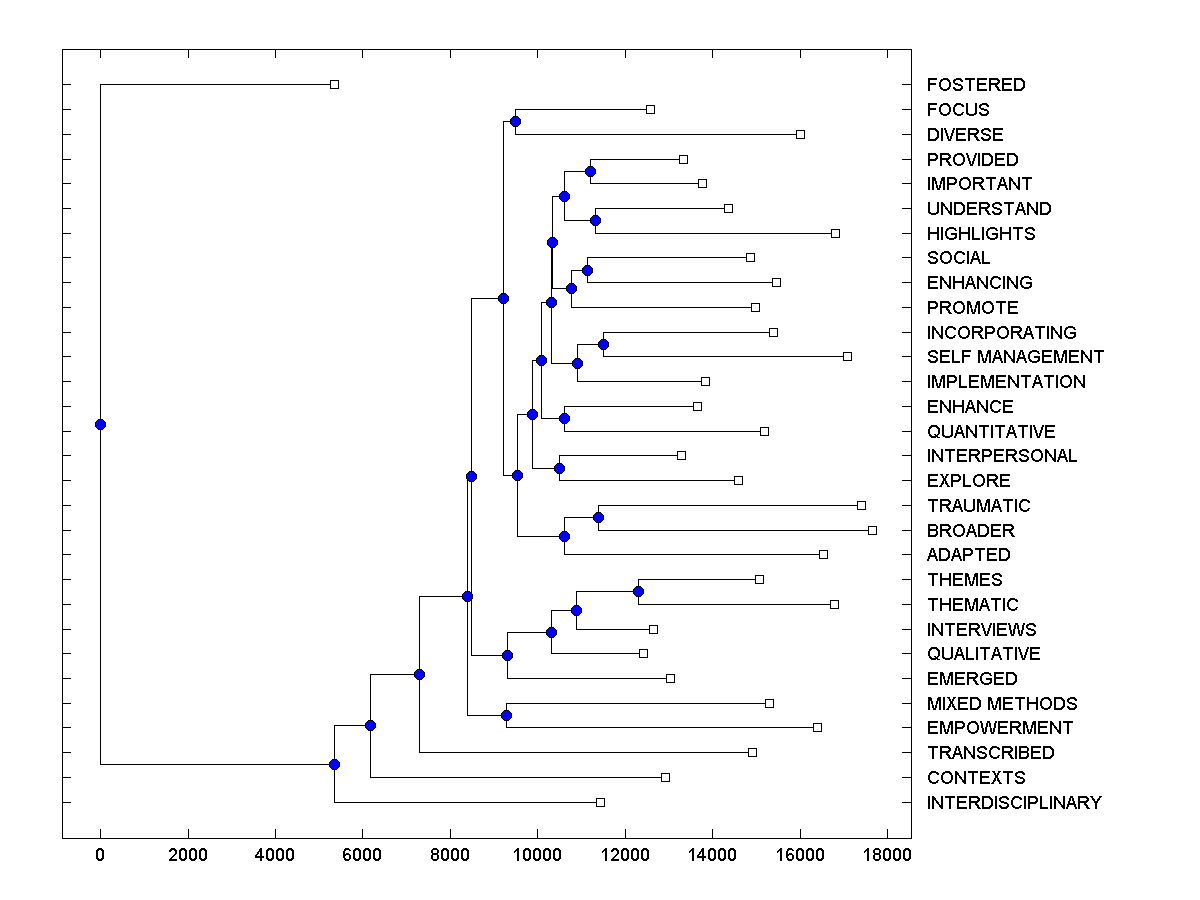 FOSTERED
FOCUS
DIVERSE
PROVIDED
IMPORTANT
UNDERSTAND
HIGHLIGHTS
SOCIAL
ENHANCING
PROMOTE
INCORPORATING
SELF MANAGEMENT
IMPLEMENTATION
ENHANCE
QUANTITATIVE
INTERPERSONAL
EXPLORE
TRAUMATIC
BROADER
ADAPTED
THEMES
THEMATIC
INTERVIEWS
QUALITATIVE
EMERGED
MIXED METHODS
EMPOWERMENT
TRANSCRIBED
CONTEXTS
INTERDISCIPLINARY
0 2000 4000 6000 8000 10000 12000 14000 16000 18000